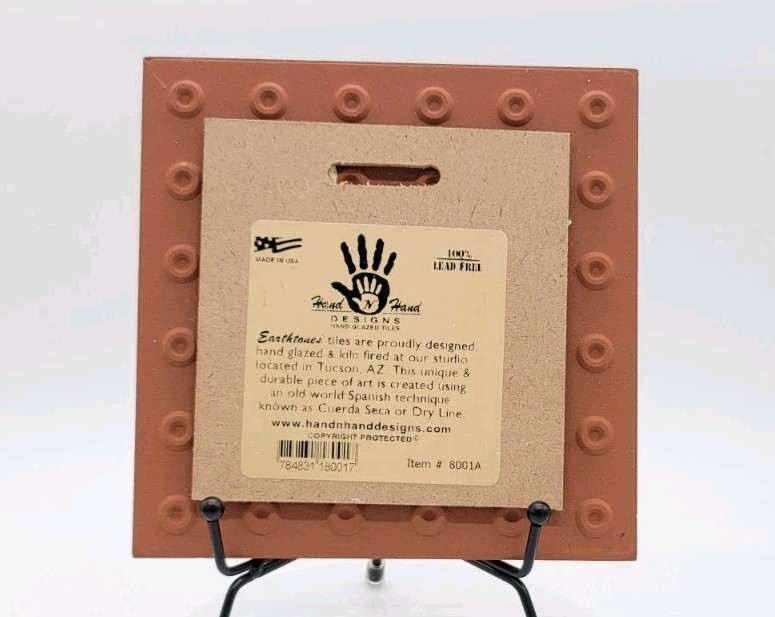 MADE IN USA
100%
LEAD FREE
Hand N Hand
DESIGNS
HAND GLAZED TILES
Earthtones tiles are proudly designed,
hand glazed & kiln fired at our studio
located in Tucson, AZ. This unique &
durable piece of art is created using
an old world Spanish technique
known as Cuerda Seca or Dry Line.
www.handnhanddesigns.com
COPYRIGHT PROTECTED©
784831 180017
Item # 8001A